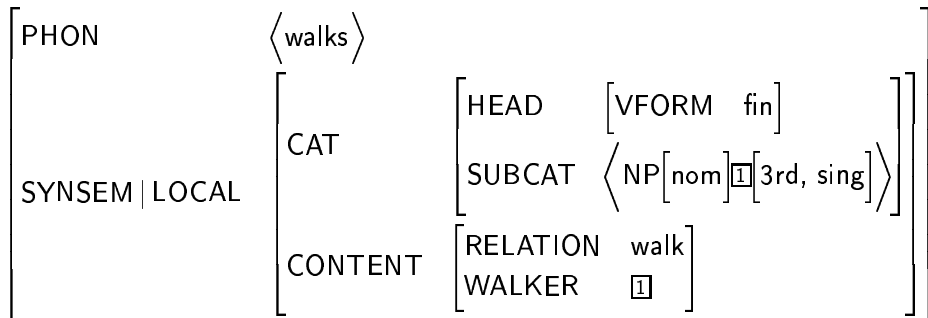 PHON ⟨walks⟩
HEAD [VFORM fin]
CAT
SUBCAT ⟨NP[nom]1[3rd, sing]⟩
SYNSEM|LOCAL
RELATION walk
CONTENT
WALKER 1